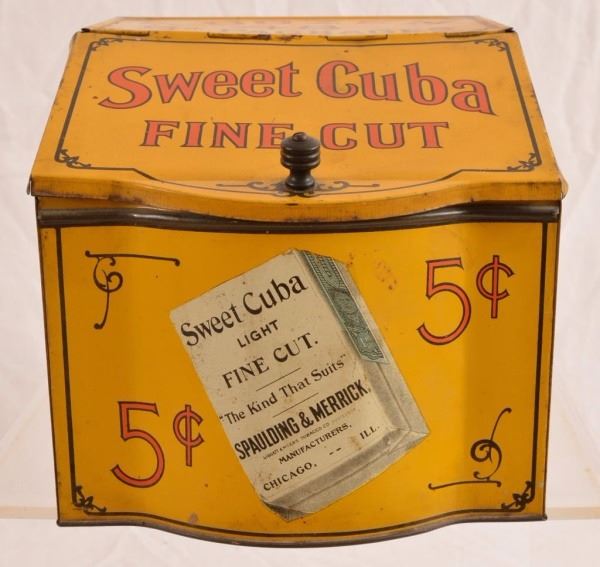 Sweet Cuba
FINE CUT
5¢
Sweet Cuba
LIGHT
FINE CUT.
"The Kind That Suits"
SPAULDING & MERRICK,
MANUFACTURERS,
CHICAGO, -- ILL.
5¢